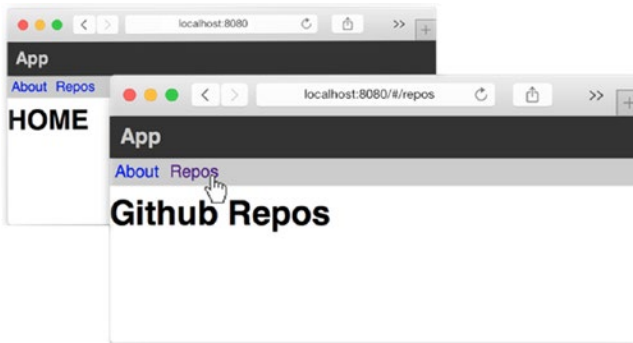 localhost:8080
App
About Repos
HOME
localhost:8080/#/repos
App
About Repos
Github Repos